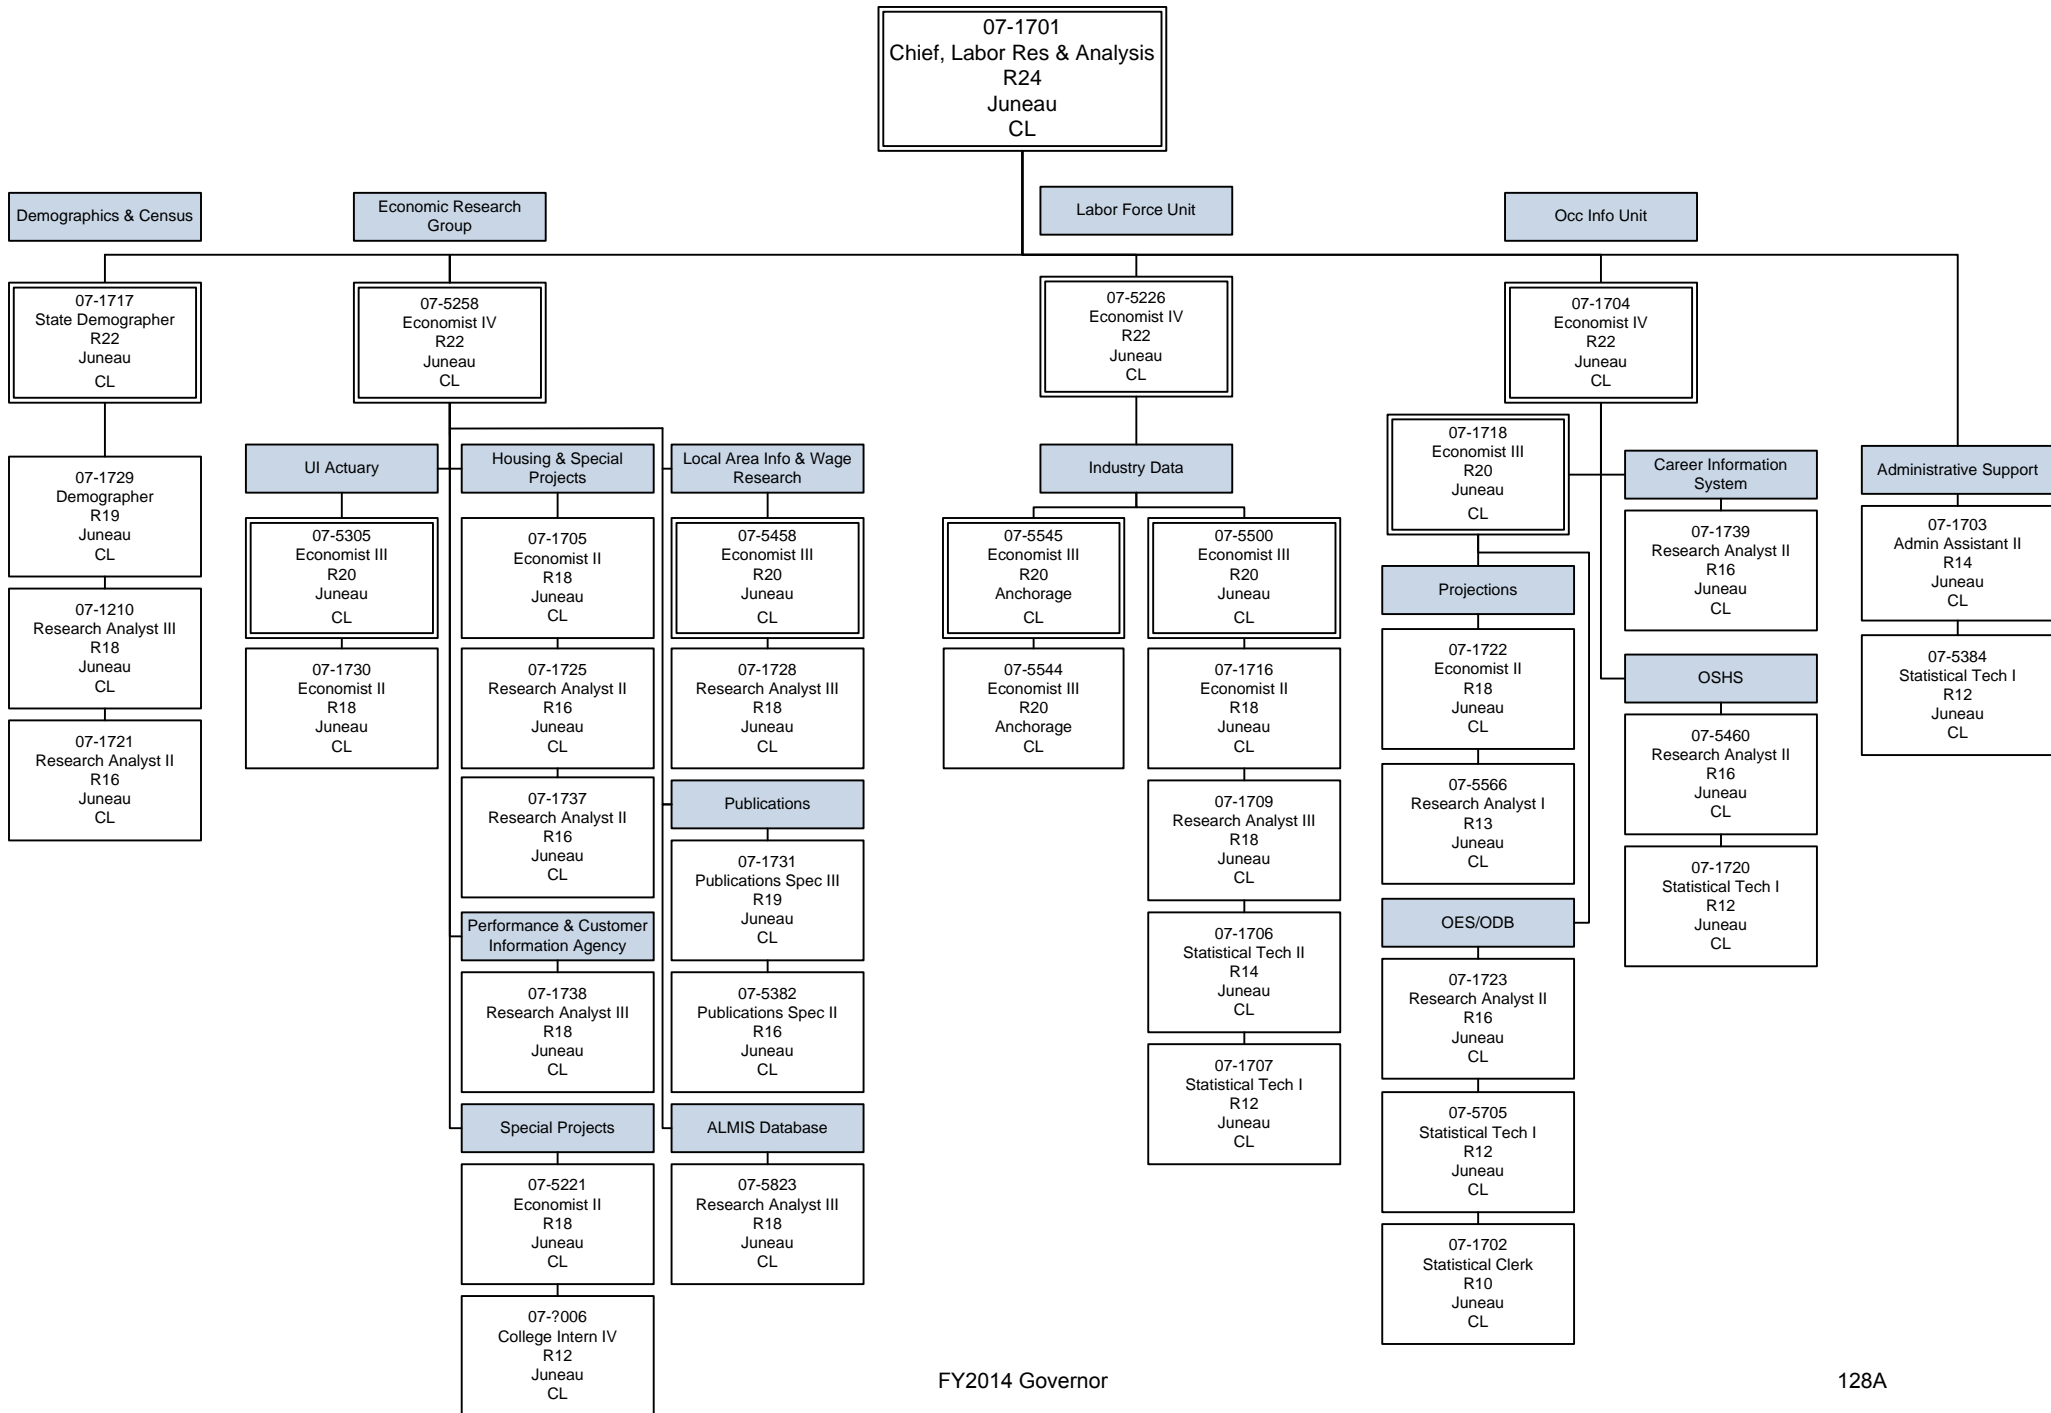 07-1701
Chief, Labor Res & Analysis
R24
Juneau
CL
Demographics & Census
Economic Research
Group
Labor Force Unit
Occ Info Unit
07-1717
State Demographer
R22
Juneau
CL
07-5258
Economist IV
R22
Juneau
CL
07-5226
Economist IV
R22
Juneau
CL
07-1704
Economist IV
R22
Juneau
CL
07-1729
Demographer
R19
Juneau
CL
07-1210
Research Analyst III
R18
Juneau
CL
07-1721
Research Analyst II
R16
Juneau
CL
UI Actuary
07-5305
Economist III
R20
Juneau
CL
07-1730
Economist II
R18
Juneau
CL
Housing & Special
Projects
07-1705
Economist II
R18
Juneau
CL
07-1725
Research Analyst II
R16
Juneau
CL
07-1737
Research Analyst II
R16
Juneau
CL
Performance & Customer
Information Agency
07-1738
Research Analyst III
R18
Juneau
CL
Special Projects
07-5221
Economist II
R18
Juneau
CL
07-?006
College Intern IV
R12
Juneau
CL
Local Area Info & Wage
Research
07-5458
Economist III
R20
Juneau
CL
07-1728
Research Analyst III
R18
Juneau
CL
Publications
07-1731
Publications Spec III
R19
Juneau
CL
07-5382
Publications Spec II
R16
Juneau
CL
ALMIS Database
07-5823
Research Analyst III
R18
Juneau
CL
Industry Data
07-5545
Economist III
R20
Anchorage
CL
07-5544
Economist III
R20
Anchorage
CL
07-5500
Economist III
R20
Juneau
CL
07-1716
Economist II
R18
Juneau
CL
07-1709
Research Analyst III
R18
Juneau
CL
07-1706
Statistical Tech II
R14
Juneau
CL
07-1707
Statistical Tech I
R12
Juneau
CL
07-1718
Economist III
R20
Juneau
CL
Projections
07-1722
Economist II
R18
Juneau
CL
07-5566
Research Analyst I
R13
Juneau
CL
OES/ODB
07-1723
Research Analyst II
R16
Juneau
CL
07-5705
Statistical Tech I
R12
Juneau
CL
07-1702
Statistical Clerk
R10
Juneau
CL
Career Information
System
07-1739
Research Analyst II
R16
Juneau
CL
OSHS
07-5460
Research Analyst II
R16
Juneau
CL
07-1720
Statistical Tech I
R12
Juneau
CL
Administrative Support
07-1703
Admin Assistant II
R14
Juneau
CL
07-5384
Statistical Tech I
R12
Juneau
CL
FY2014 Governor
128A